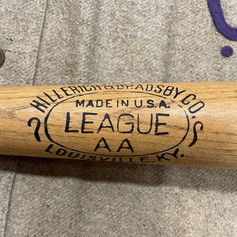 HILLERICH & BRADSBY CO.
MADE IN U.S.A.
LEAGUE
AA
LOUISVILLE KY.